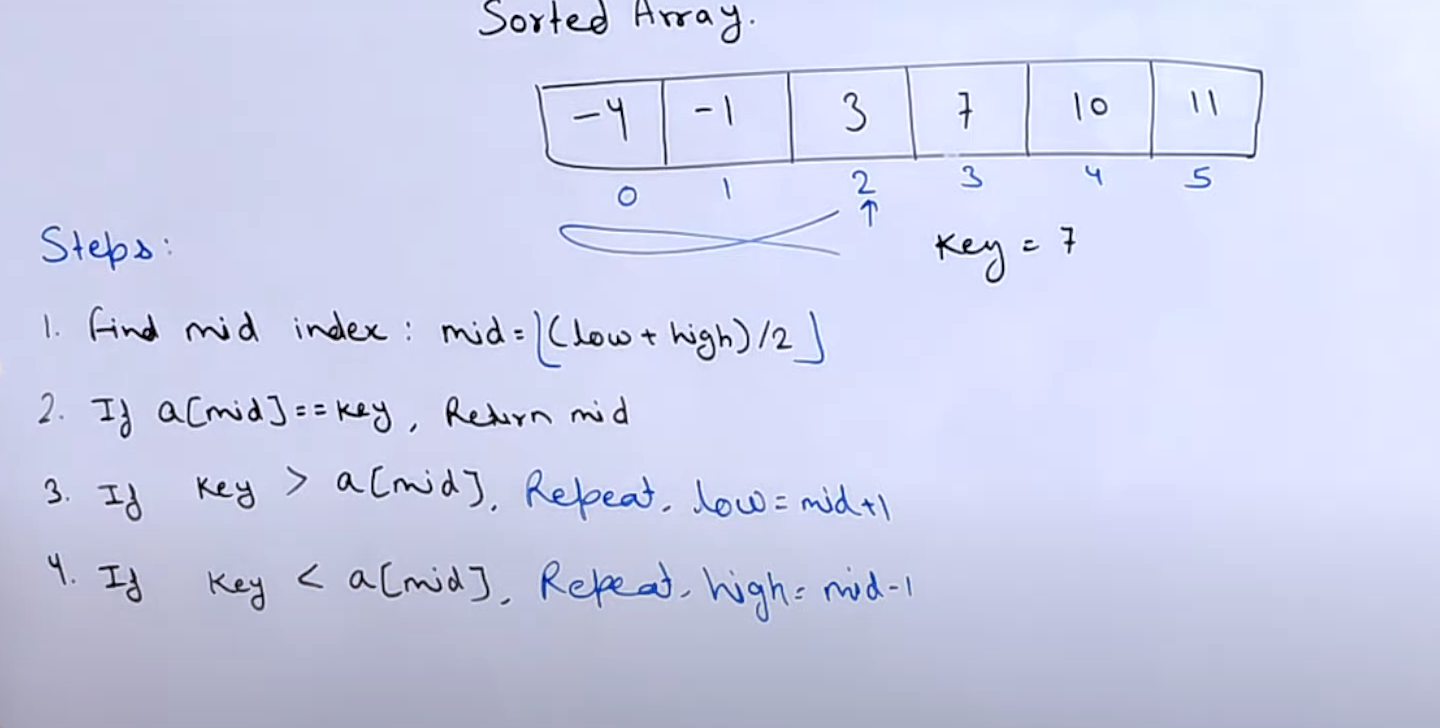 Sorted Array.
-4 -1 3 7 10 11
0 1 2 3 4 5
↑
Steps:
Key = 7
1. Find mid index: mid = ⌊(low + high)/2⌋
2. If a[mid] == key, Return mid
3. If key > a[mid], Repeat, low = mid+1
4. If key < a[mid], Repeat, high = mid-1